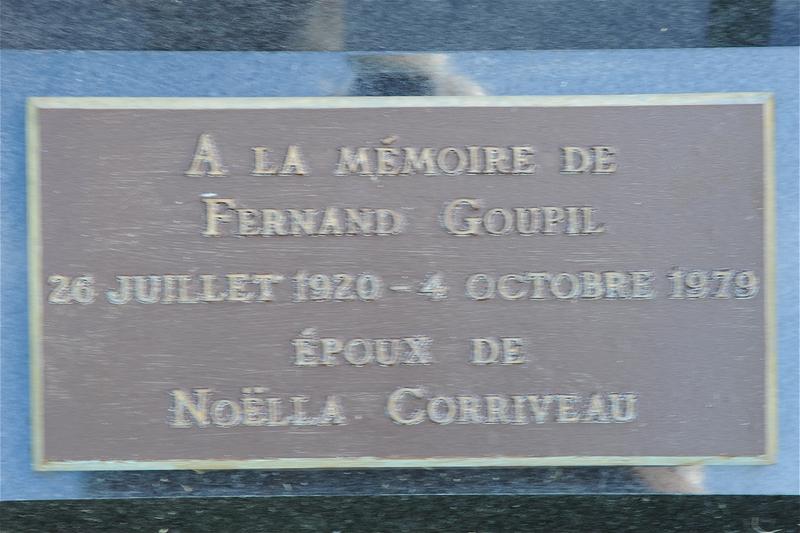 A LA MÉMOIRE DE
FERNAND GOUPIL
26 JUILLET 1920 - 4 OCTOBRE 1979
ÉPOUX DE
NOËLLA CORRIVEAU